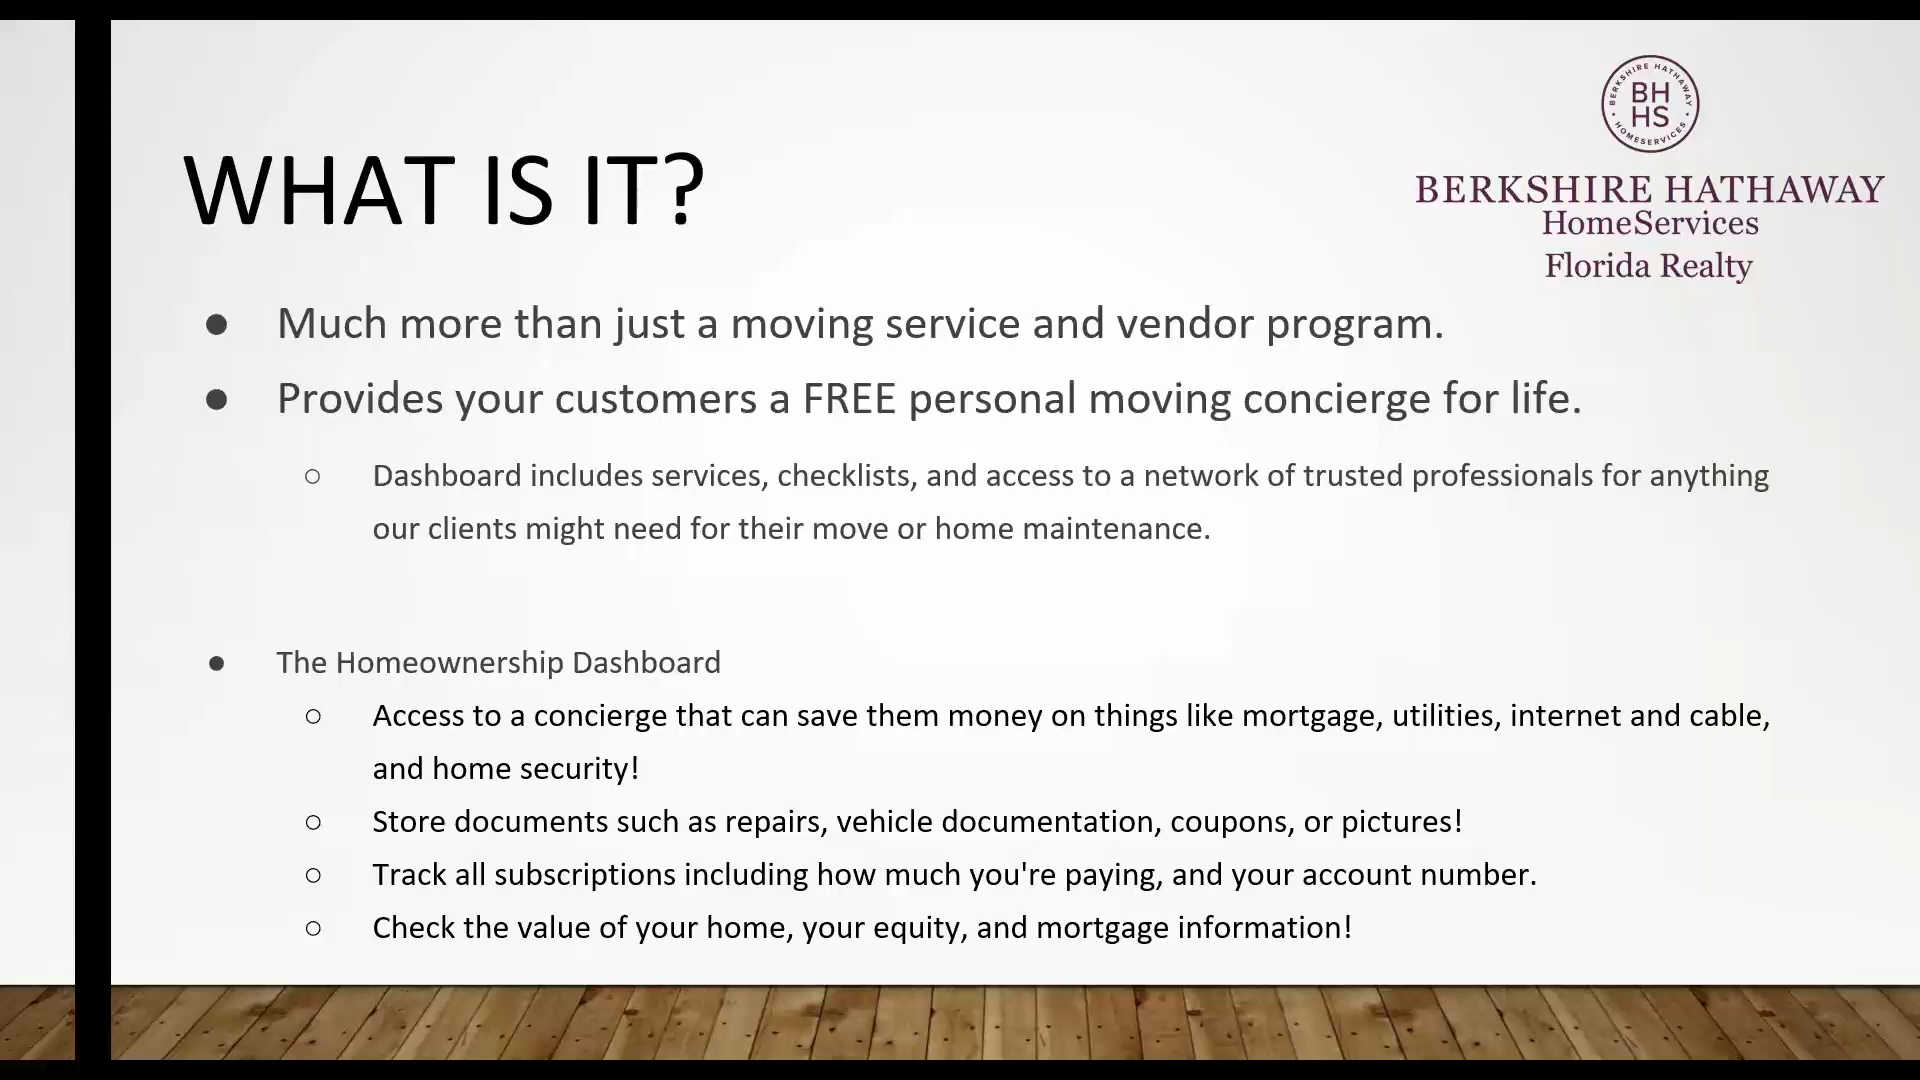 BERKSHIRE HATHAWAY
HOMESERVICES
BH
HS
BERKSHIRE HATHAWAY
HomeServices
Florida Realty
WHAT IS IT?
● Much more than just a moving service and vendor program.
● Provides your customers a FREE personal moving concierge for life.
○ Dashboard includes services, checklists, and access to a network of trusted professionals for anything
our clients might need for their move or home maintenance.
● The Homeownership Dashboard
○ Access to a concierge that can save them money on things like mortgage, utilities, internet and cable,
and home security!
○ Store documents such as repairs, vehicle documentation, coupons, or pictures!
○ Track all subscriptions including how much you're paying, and your account number.
○ Check the value of your home, your equity, and mortgage information!